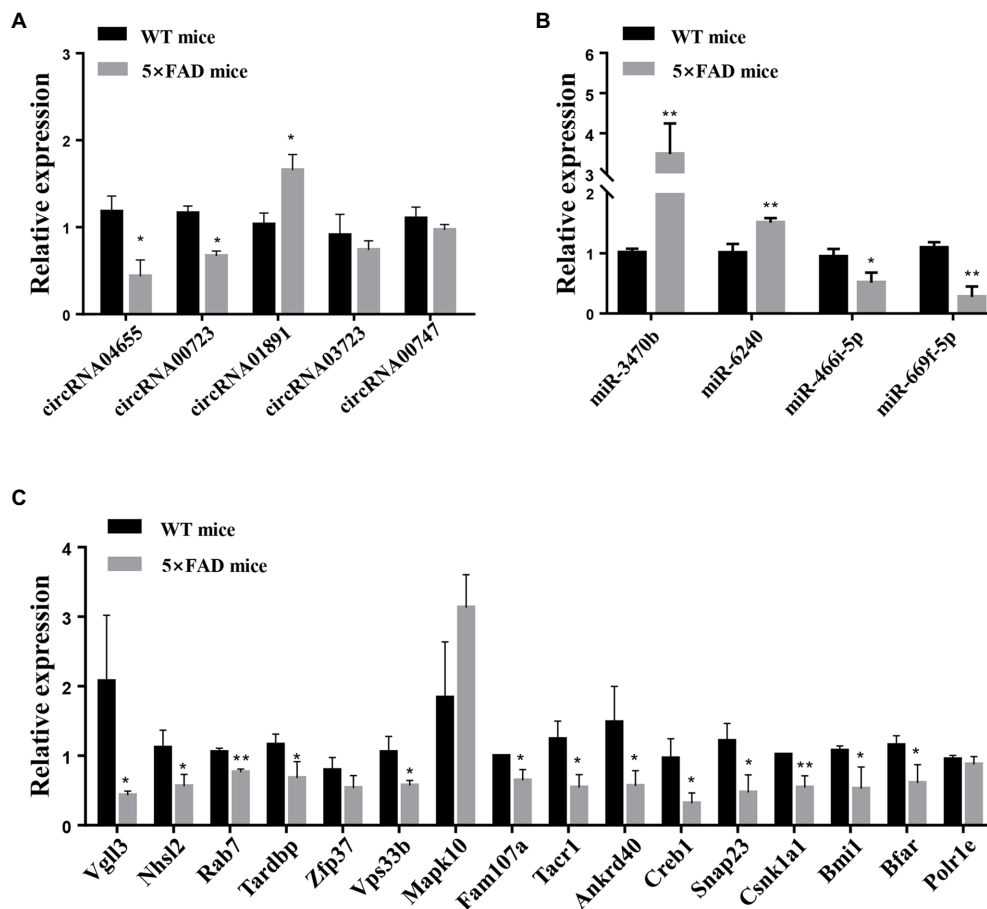 A
WT mice
5×FAD mice
Relative expression
3
2
1
0
*
*
*
circRNA04655
circRNA00723
circRNA01891
circRNA03723
circRNA00747
B
WT mice
5×FAD mice
Relative expression
6
5
4
3
2
1
0
**
**
*
**
miR-3470b
miR-6240
miR-466i-5p
miR-669f-5p
C
WT mice
5×FAD mice
Relative expression
4
3
2
1
0
*
*
**
*
*
*
*
*
*
*
**
*
*
Vgll3
Nhsl2
Rab7
Tardbp
Zfp37
Vps33b
Mapk10
Fam107a
Tacr1
Ankrd40
Creb1
Snap23
Csnk1a1
Bmi1
Bfar
Polr1e